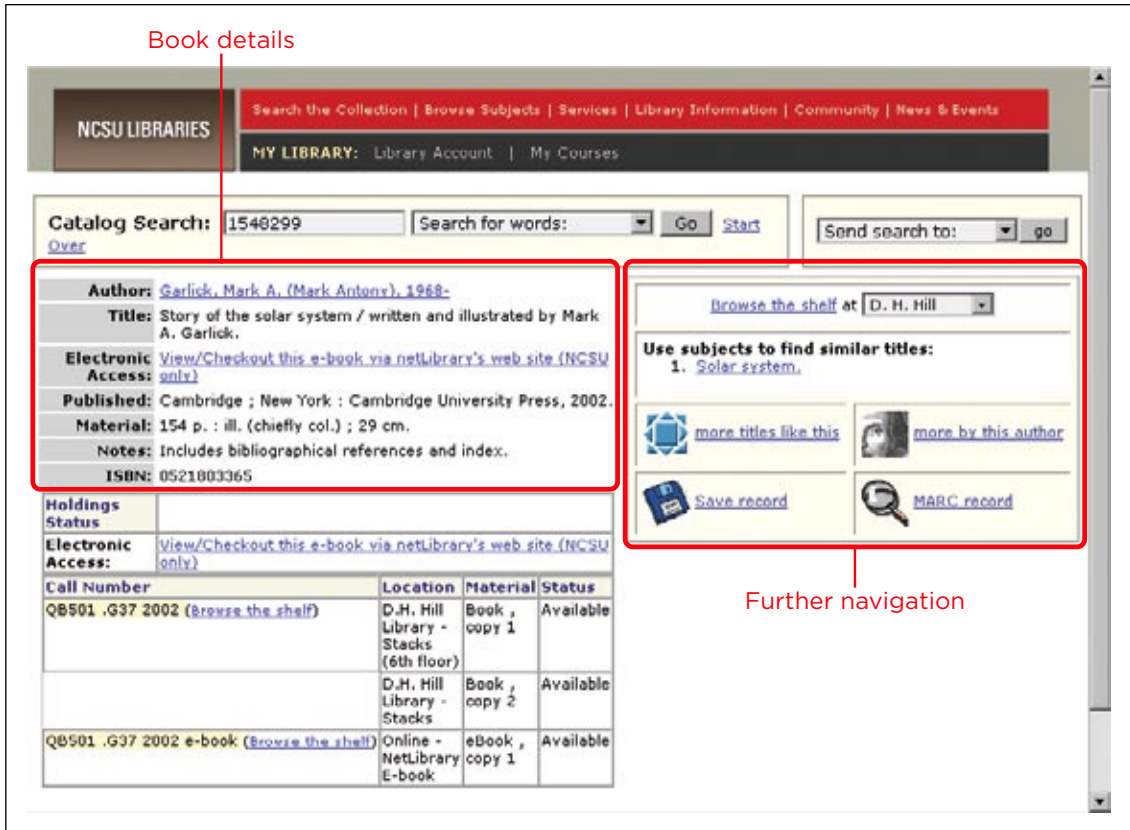 Book details
NCSU LIBRARIES
Search the Collection | Browse Subjects | Services | Library Information | Community | News & Events
MY LIBRARY: Library Account | My Courses
Catalog Search: 1548299 Search for words: Go Start
Over
Send search to: go
Author: Garlick, Mark A. (Mark Antony), 1968-
Title: Story of the solar system / written and illustrated by Mark
A. Garlick.
Electronic View/Checkout this e-book via netLibrary's web site (NCSU
Access: only)
Published: Cambridge ; New York : Cambridge University Press, 2002.
Material: 154 p. : ill. (chiefly col.) ; 29 cm.
Notes: Includes bibliographical references and index.
ISBN: 0521803365
Browse the shelf at D. H. Hill
Use subjects to find similar titles:
1. Solar system.
more titles like this more by this author
Save record MARC record
Further navigation
Holdings
Status
Electronic View/Checkout this e-book via netLibrary's web site (NCSU
Access: only)
Call Number Location Material Status
QB501 .G37 2002 (Browse the shelf) D.H. Hill Book , Available
Library - copy 1
Stacks
(6th floor)
D.H. Hill Book , Available
Library - copy 2
Stacks
QB501 .G37 2002 e-book (Browse the shelf) Online - eBook , Available
NetLibrary copy 1
E-book